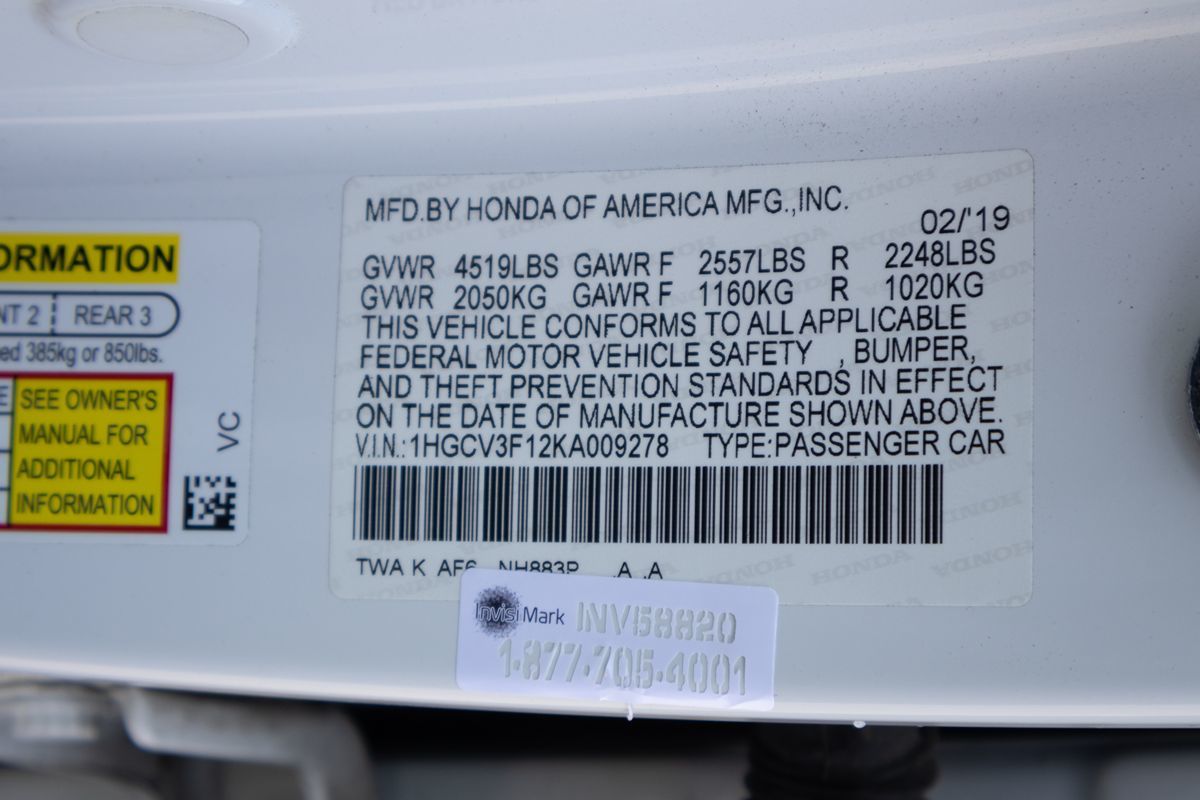 ORMATION
NT 2 REAR 3
ed 385kg or 850lbs.
E
SEE OWNER'S
MANUAL FOR
ADDITIONAL
INFORMATION
VC
MFD.BY HONDA OF AMERICA MFG.,INC.
02/'19
GVWR 4519LBS GAWR F 2557LBS R 2248LBS
GVWR 2050KG GAWR F 1160KG R 1020KG
THIS VEHICLE CONFORMS TO ALL APPLICABLE
FEDERAL MOTOR VEHICLE SAFETY , BUMPER,
AND THEFT PREVENTION STANDARDS IN EFFECT
ON THE DATE OF MANUFACTURE SHOWN ABOVE.
V.I.N.:1HGCV3F12KA009278 TYPE:PASSENGER CAR
TWA K AF6 NH883P .A .A
InvisiMark INV58820
1-877-705-4001